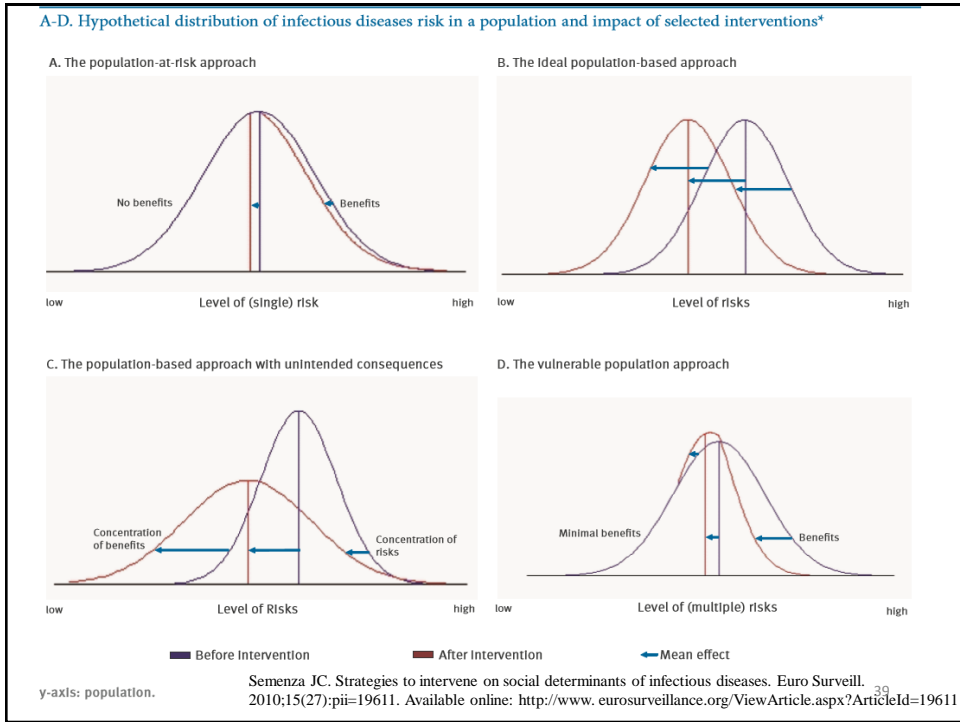 A-D. Hypothetical distribution of infectious diseases risk in a population and impact of selected interventions*
A. The population-at-risk approach
No benefits
Benefits
low
Level of (single) risk
high
B. The ideal population-based approach
low
Level of risks
high
C. The population-based approach with unintended consequences
Concentration
of benefits
Concentration of
risks
low
Level of Risks
high
D. The vulnerable population approach
Minimal benefits
Benefits
low
Level of (multiple) risks
high
Before Intervention
After Intervention
Mean effect
y-axis: population.
Semenza JC. Strategies to intervene on social determinants of infectious diseases. Euro Surveill.
2010;15(27):pii=19611. Available online: http://www. eurosurveillance.org/ViewArticle.aspx?ArticleId=19611
39